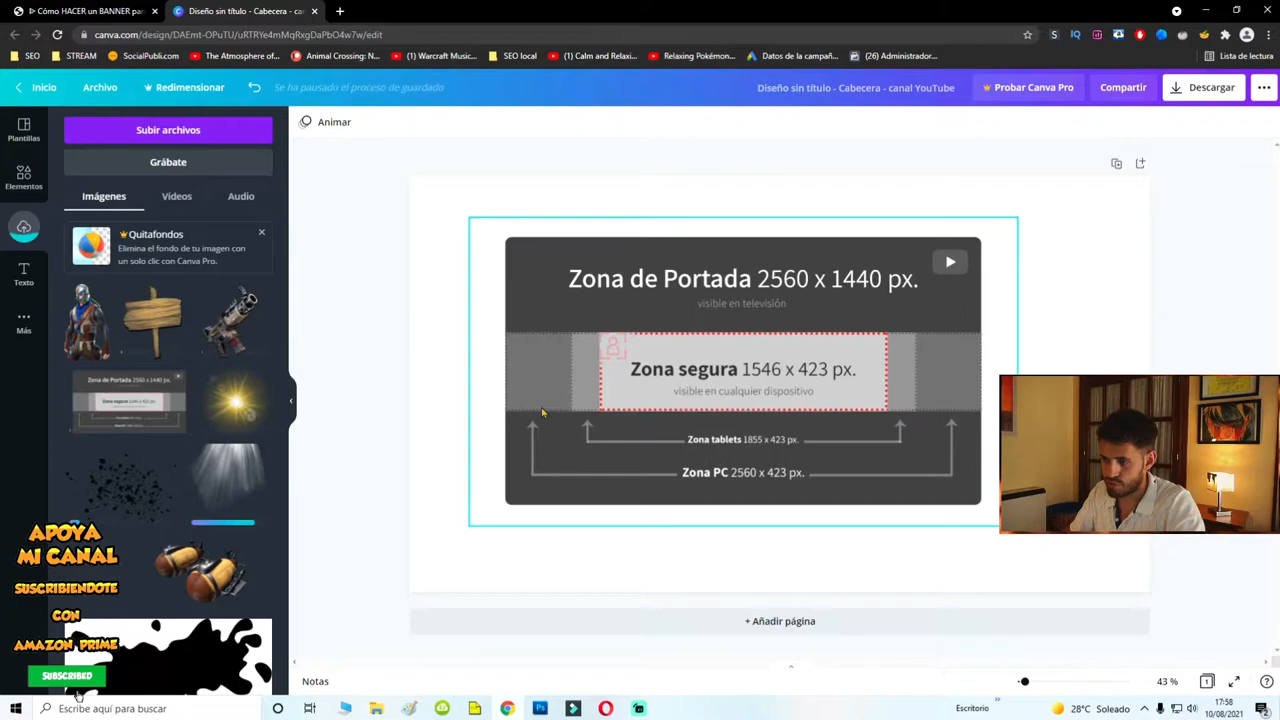 ▷ Cómo HACER un BANNER par
Diseño sin título - Cabecera - can
canva.com/design/DAEmt-OPuTU/uRTRYe4mMqRxgDaPbO4w7w/edit
SEO
STREAM
SocialPubli.com
The Atmosphere of...
Animal Crossing: N...
(1) Warcraft Music...
SEO local
(1) Calm and Relaxi...
Relaxing Pokémon...
Datos de la campañ...
(26) Administrador...
Lista de lectura
Inicio
Archivo
Redimensionar
Se ha pausado el proceso de guardado
Diseño sin título - Cabecera - canal YouTube
Probar Canva Pro
Compartir
Descargar
Plantillas
Elementos
Texto
Más
Subir archivos
Grábate
Imágenes
Vídeos
Audio
Quitafondos
Elimina el fondo de tu imagen con
un solo clic con Canva Pro.
Animar
Zona de Portada 2560 x 1440 px.
visible en televisión
Zona segura 1546 x 423 px.
visible en cualquier dispositivo
Zona tablets 1855 x 423 px.
Zona PC 2560 x 423 px.
+ Añadir página
Notas
43 %
1
APOYA
MI CANAL
SUSCRIBIENDOTE
CON
AMAZON PRIME
SUBSCRIBED
Escribe aquí para buscar
Escritorio
28°C Soleado
17:58
10/08/2021